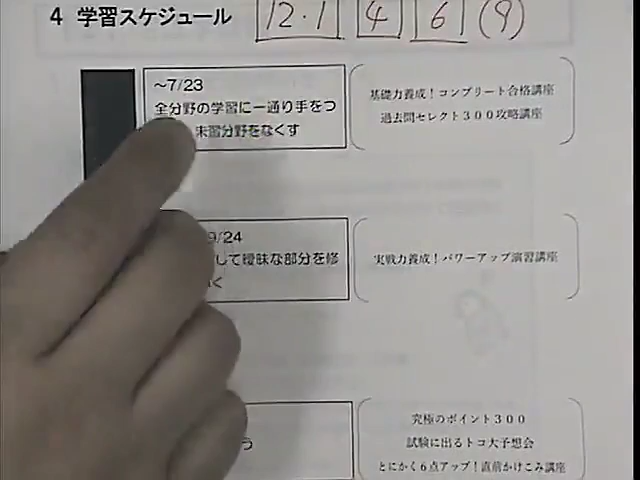 4 学習スケジュール
12・1 4 6 (9)
～7/23
全分野の学習に一通り手をつ
未習分野をなくす
基礎力養成！コンプリート合格講座
過去問セレクト３００攻略講座
9/24
して曖昧な部分を修
く
実戦力養成！パワーアップ演習講座
う
究極のポイント３００
試験に出るトコ大予想会
とにかく６点アップ！直前かけこみ講座